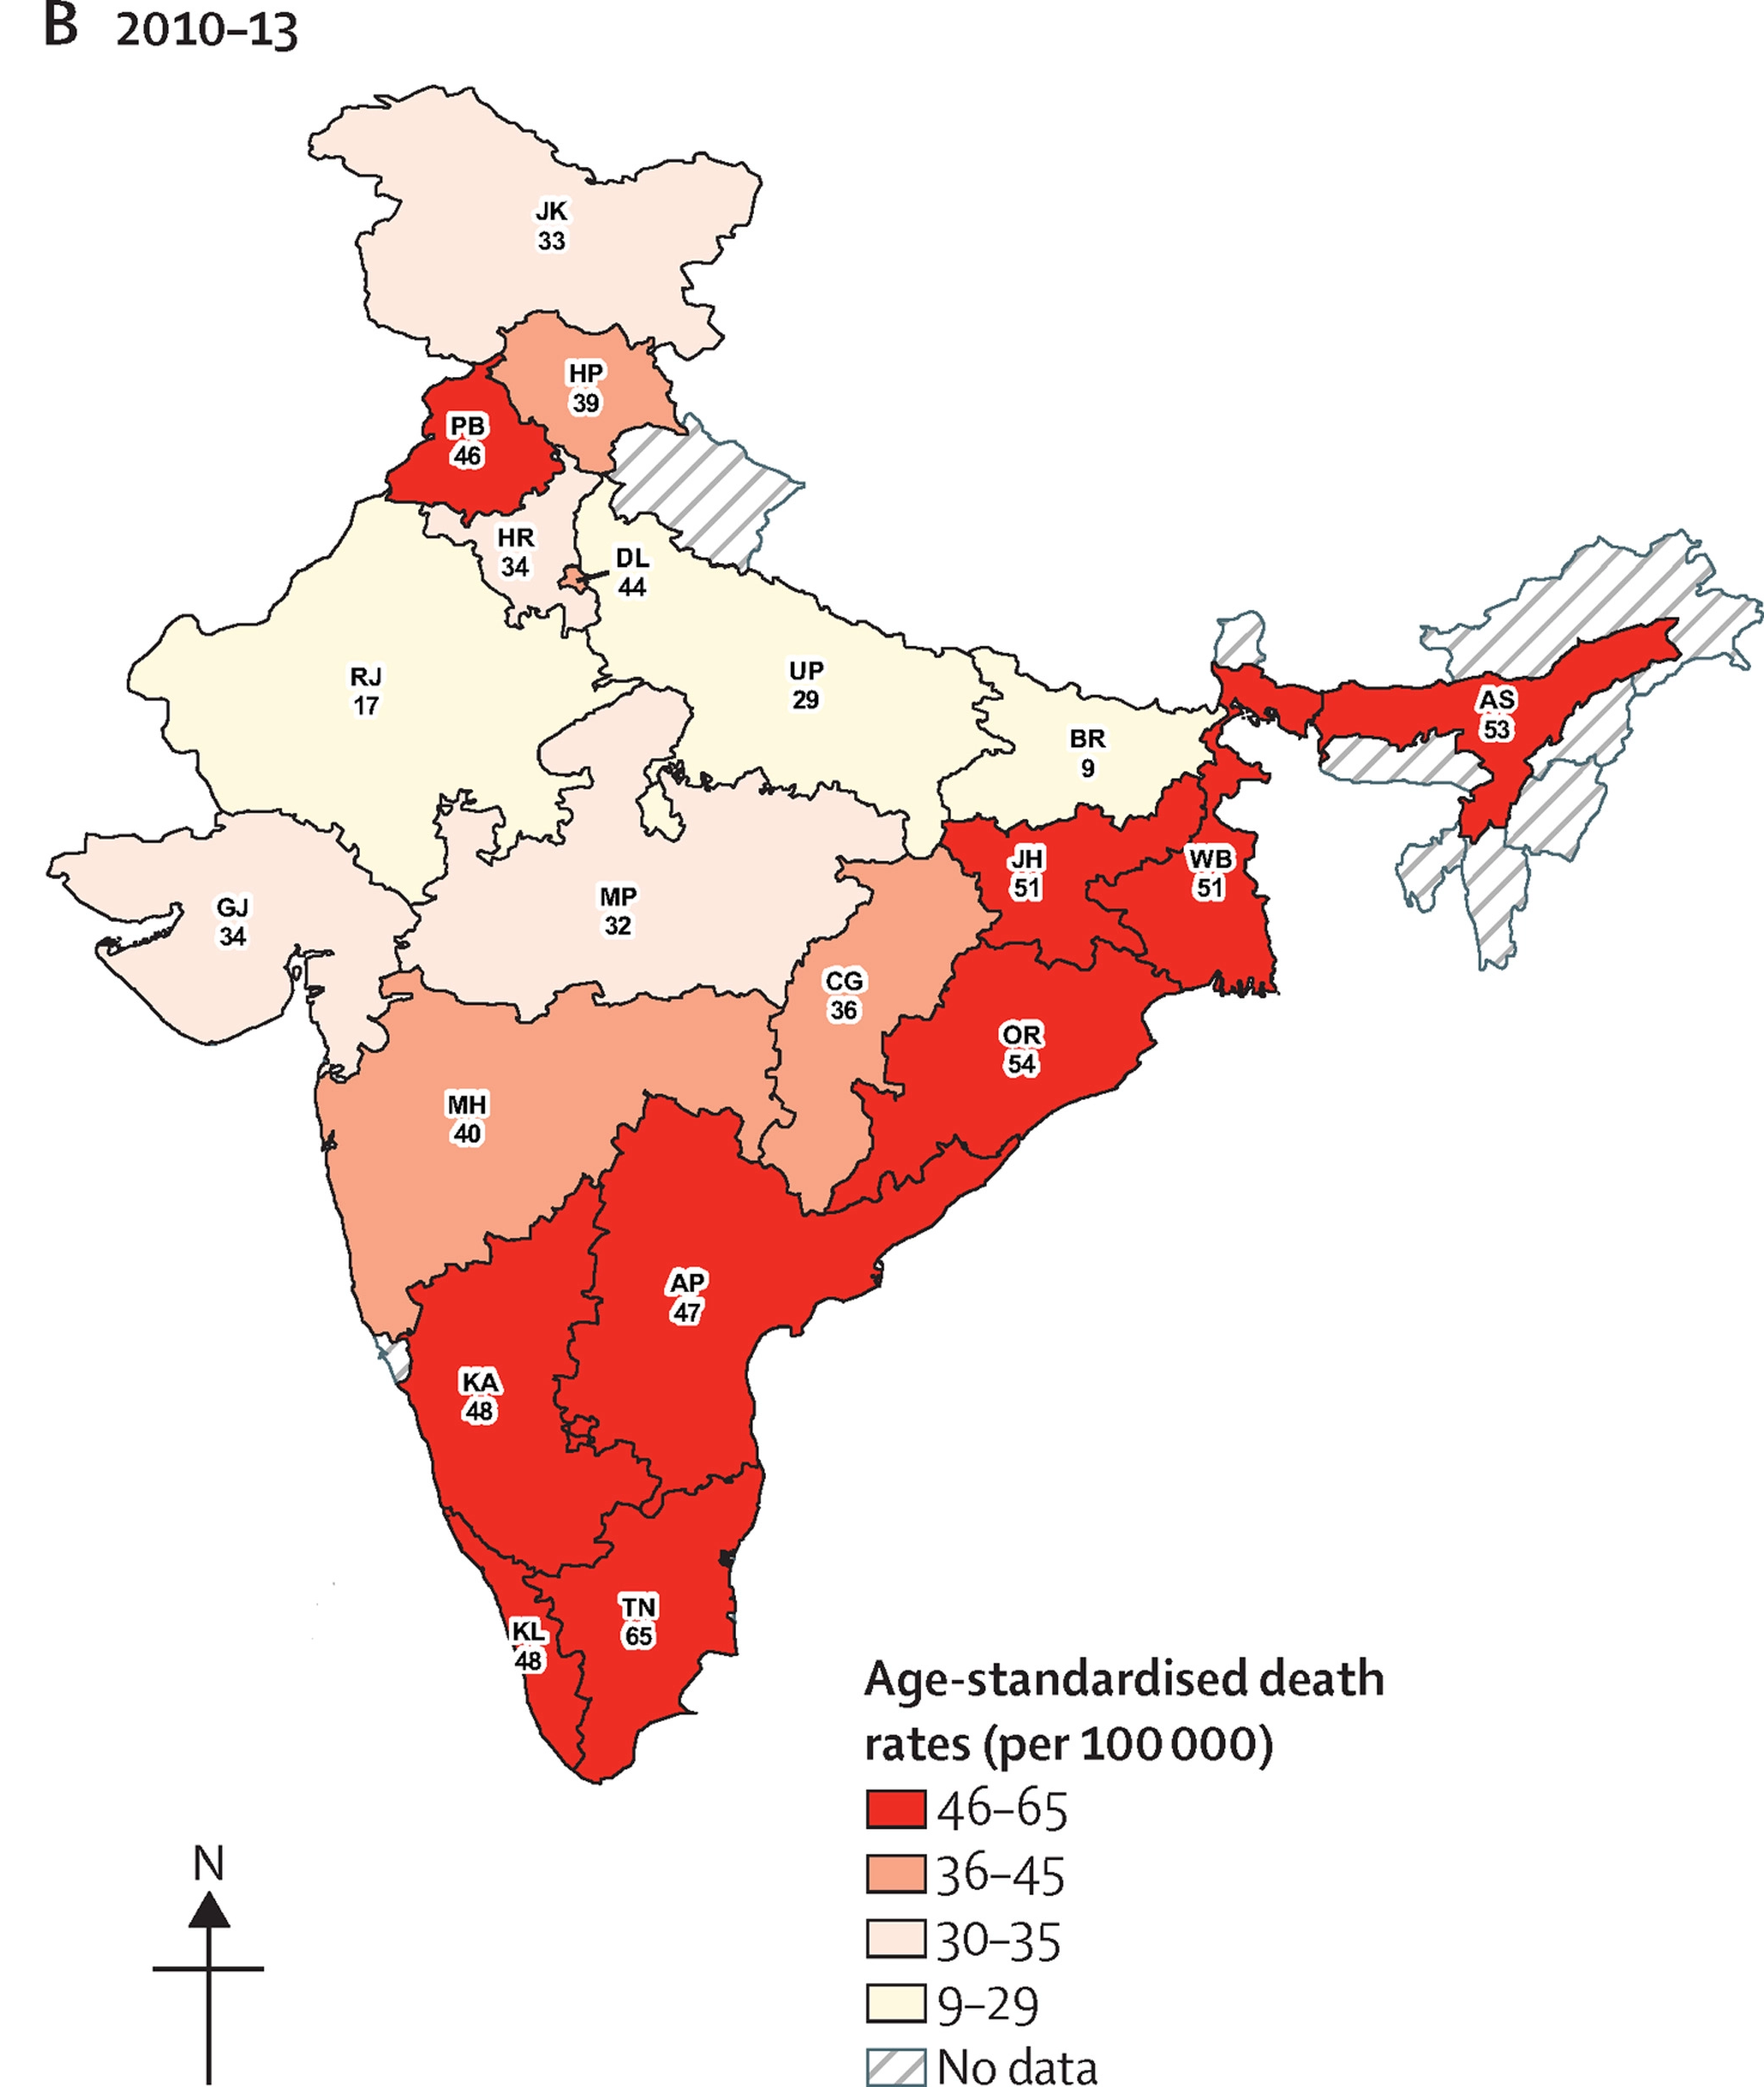 B 2010–13
JK
33
HP
39
PB
46
HR
34
DL
44
RJ
17
UP
29
BR
9
AS
53
JH
51
WB
51
GJ
34
MP
32
CG
36
OR
54
MH
40
AP
47
KA
48
TN
65
KL
48
Age-standardised death
rates (per 100 000)
46–65
36–45
30–35
9–29
No data
N